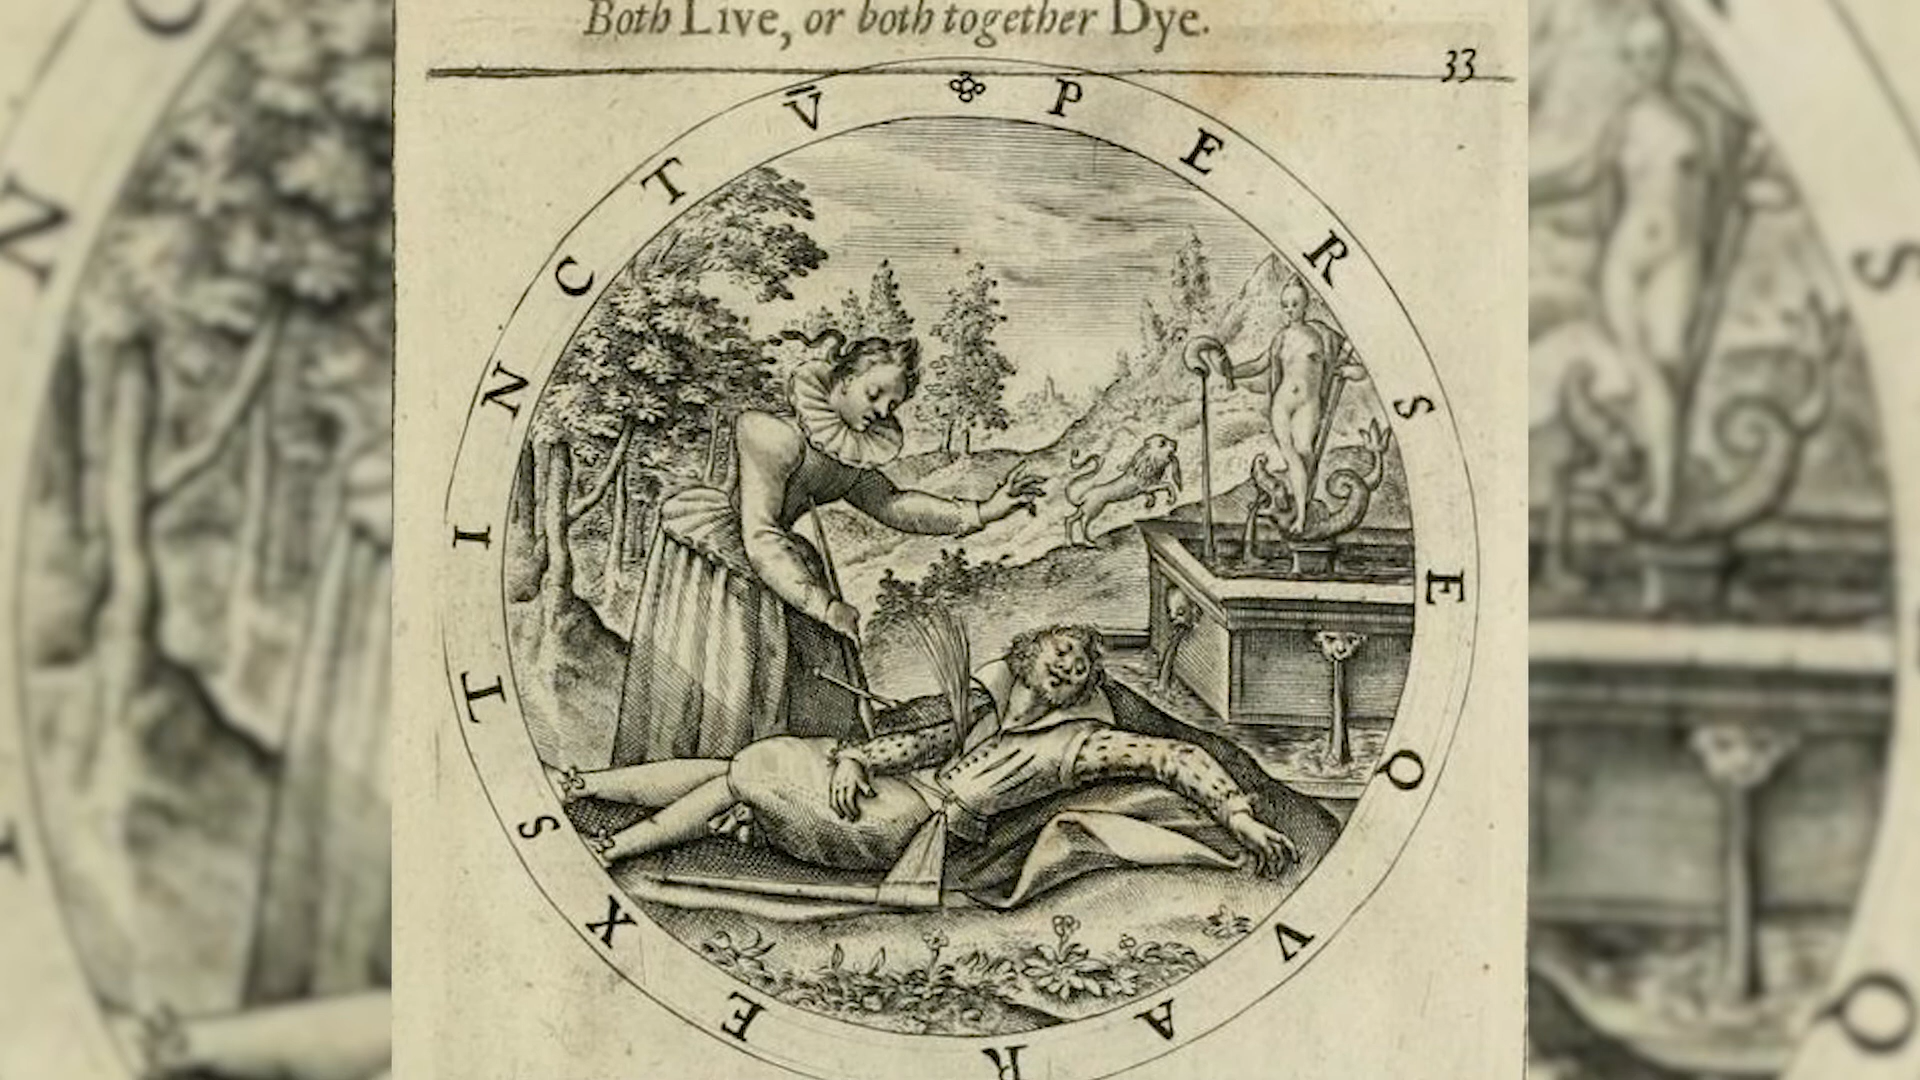 Both Live, or both together Dye.
33
PERSEQVAR EXSTINCTV̄